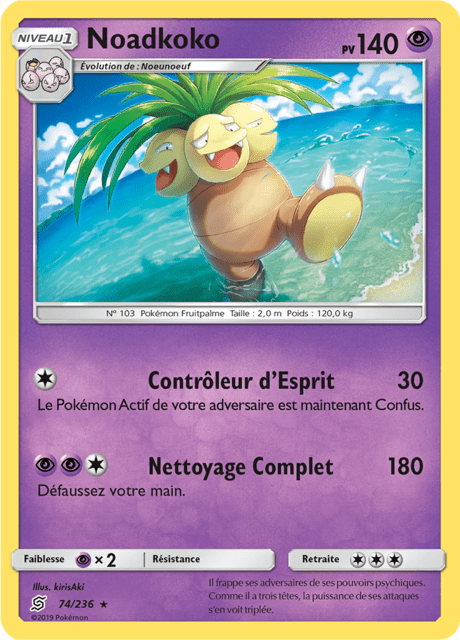 NIVEAU 1
Noadkoko
PV 140
Évolution de : Noeunoeuf
N° 103 Pokémon Fruitpalme Taille : 2,0 m Poids : 120,0 kg
Contrôleur d'Esprit 30
Le Pokémon Actif de votre adversaire est maintenant Confus.
Nettoyage Complet 180
Défaussez votre main.
Faiblesse ×2 Résistance Retraite
Illus. kirisAki
74/236 ★
©2019 Pokémon
Il frappe ses adversaires de ses pouvoirs psychiques.
Comme il a trois têtes, la puissance de ses attaques
s'en voit triplée.